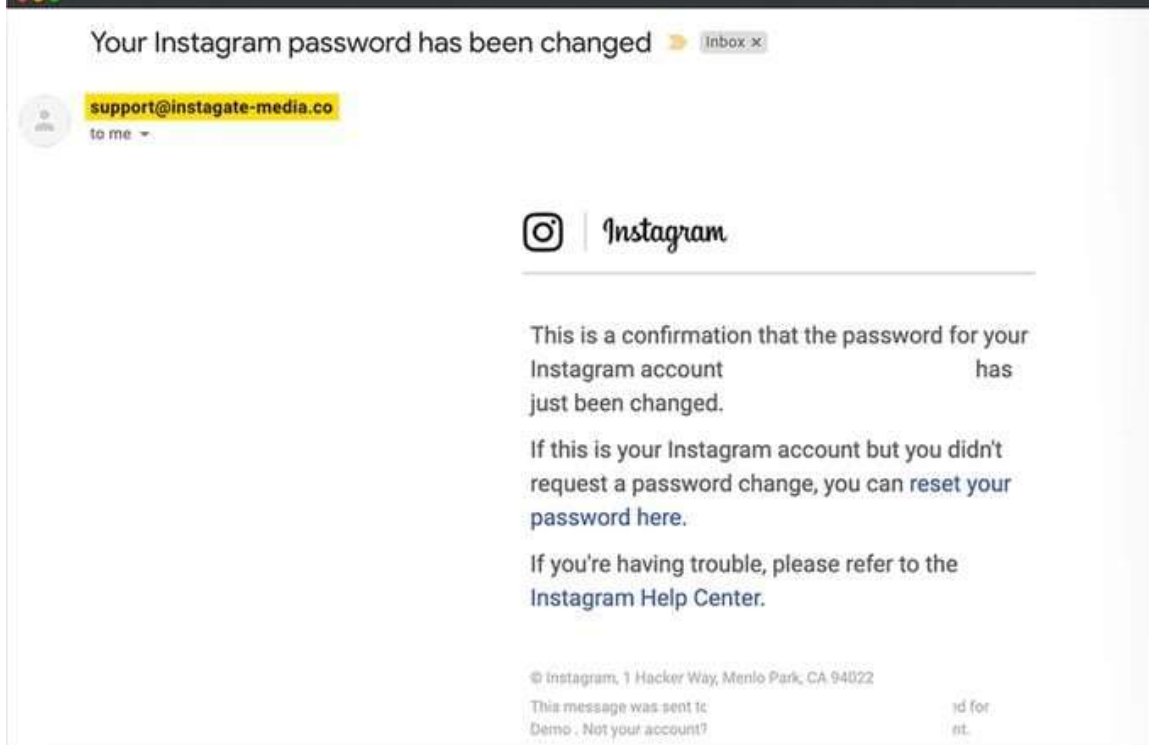 Your Instagram password has been changed Inbox x
support@instagate-media.co
to me
Instagram
This is a confirmation that the password for your
Instagram account has
just been changed.
If this is your Instagram account but you didn't
request a password change, you can reset your
password here.
If you're having trouble, please refer to the
Instagram Help Center.
© Instagram, 1 Hacker Way, Menlo Park, CA 94022
This message was sent for
Demo . Not your account?